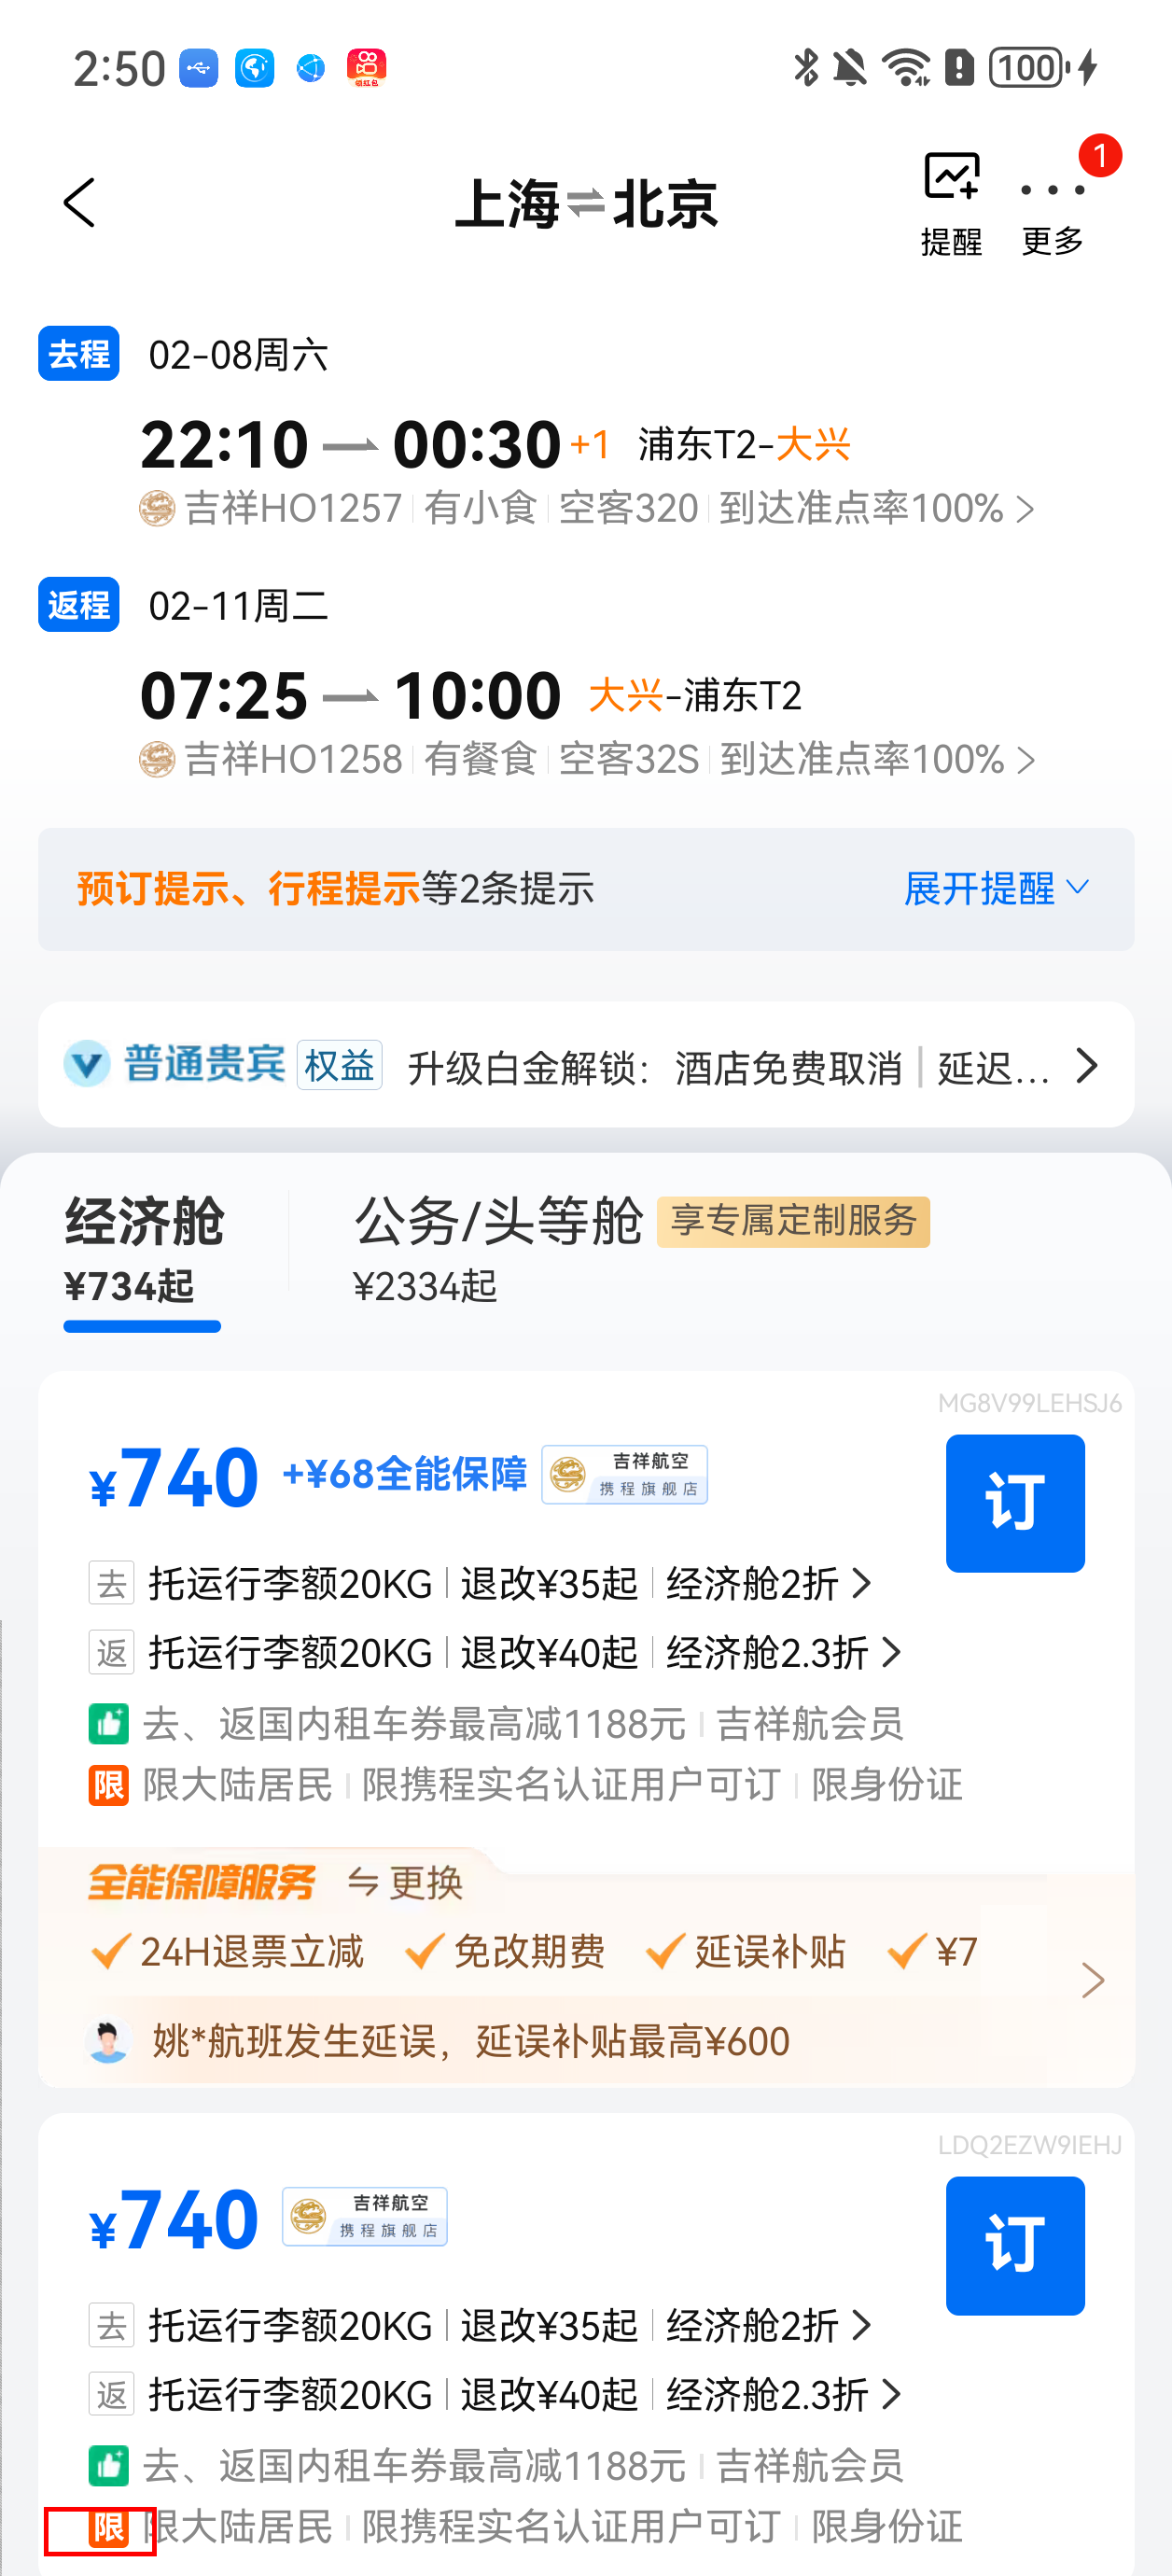 2:50 领红包 100
上海⇌北京
提醒 更多 1
去程 02-08周六
22:10 00:30 +1 浦东T2-大兴
吉祥HO1257 有小食 空客320 到达准点率100%
返程 02-11周二
07:25 10:00 大兴-浦东T2
吉祥HO1258 有餐食 空客32S 到达准点率100%
预订提示、行程提示等2条提示 展开提醒
普通贵宾 权益 升级白金解锁：酒店免费取消 | 延迟...
经济舱 公务/头等舱 享专属定制服务
¥734起 ¥2334起
MG8V99LEHSJ6
¥740 +¥68全能保障 吉祥航空 携程旗舰店 订
去 托运行李额20KG 退改¥35起 经济舱2折
返 托运行李额20KG 退改¥40起 经济舱2.3折
去、返国内租车券最高减1188元 吉祥航会员
限 限大陆居民 限携程实名认证用户可订 限身份证
全能保障服务 更换
24H退票立减 免改期费 延误补贴 ¥7
姚*航班发生延误，延误补贴最高¥600
LDQ2EZW9IEHJ
¥740 吉祥航空 携程旗舰店 订
去 托运行李额20KG 退改¥35起 经济舱2折
返 托运行李额20KG 退改¥40起 经济舱2.3折
去、返国内租车券最高减1188元 吉祥航会员
限 限大陆居民 限携程实名认证用户可订 限身份证